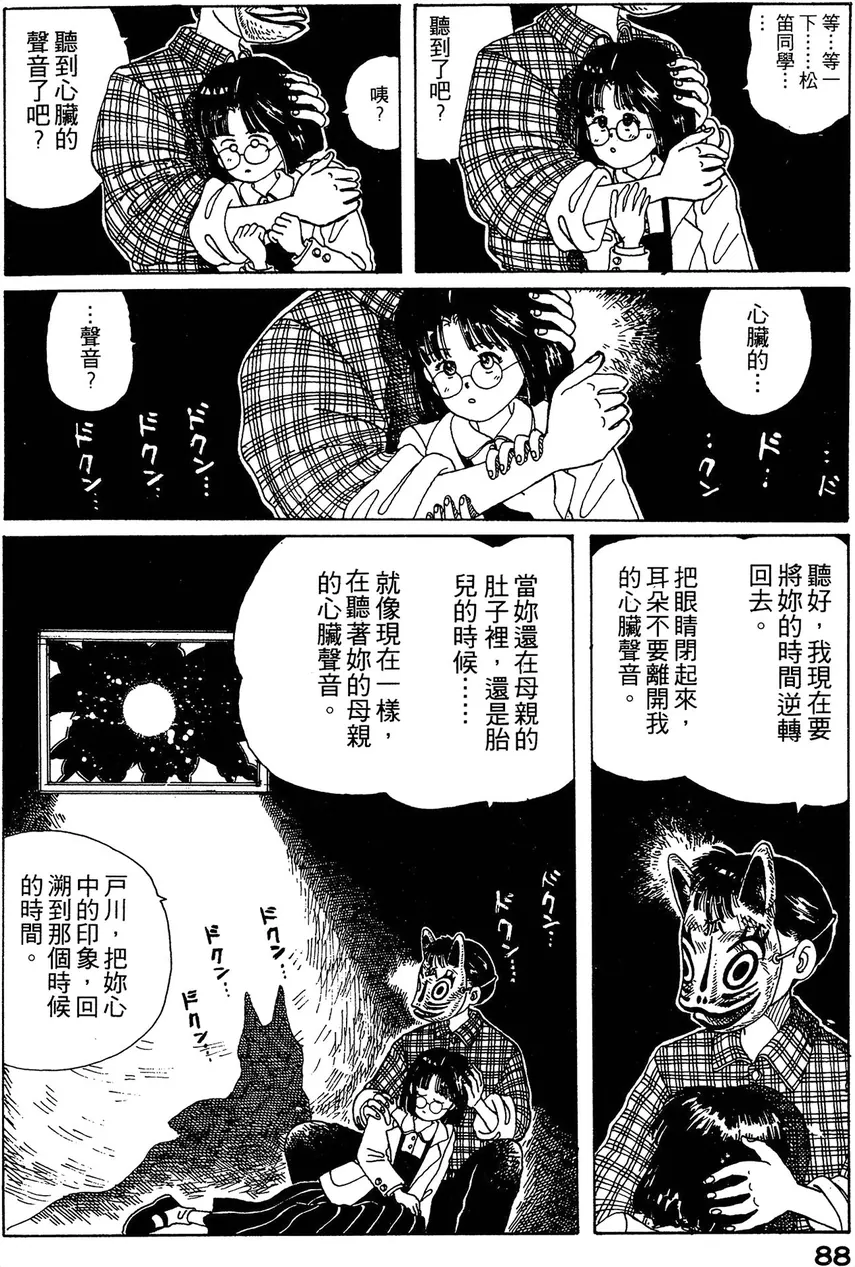 等…等一
下……松
笛同學…
…
聽到了吧？
咦？
聽到心臟的
聲音了吧？
心臟的…
…聲音？
…ド
ド…
…クン
ドクン…
ドクン…
ドクン…
聽好，我現在要
將妳的時間逆轉
回去。
把眼睛閉起來，
耳朵不要離開我
的心臟聲音。
當妳還在母親的
肚子裡，還是胎
兒的時候……
就像現在一樣，
在聽著妳的母親
的心臟聲音。
ドクン…
ドクン…
ドクン…
ドクン…
ドクン…
戸川，把妳心
中的印象，回
溯到那個時候
的時間。
88